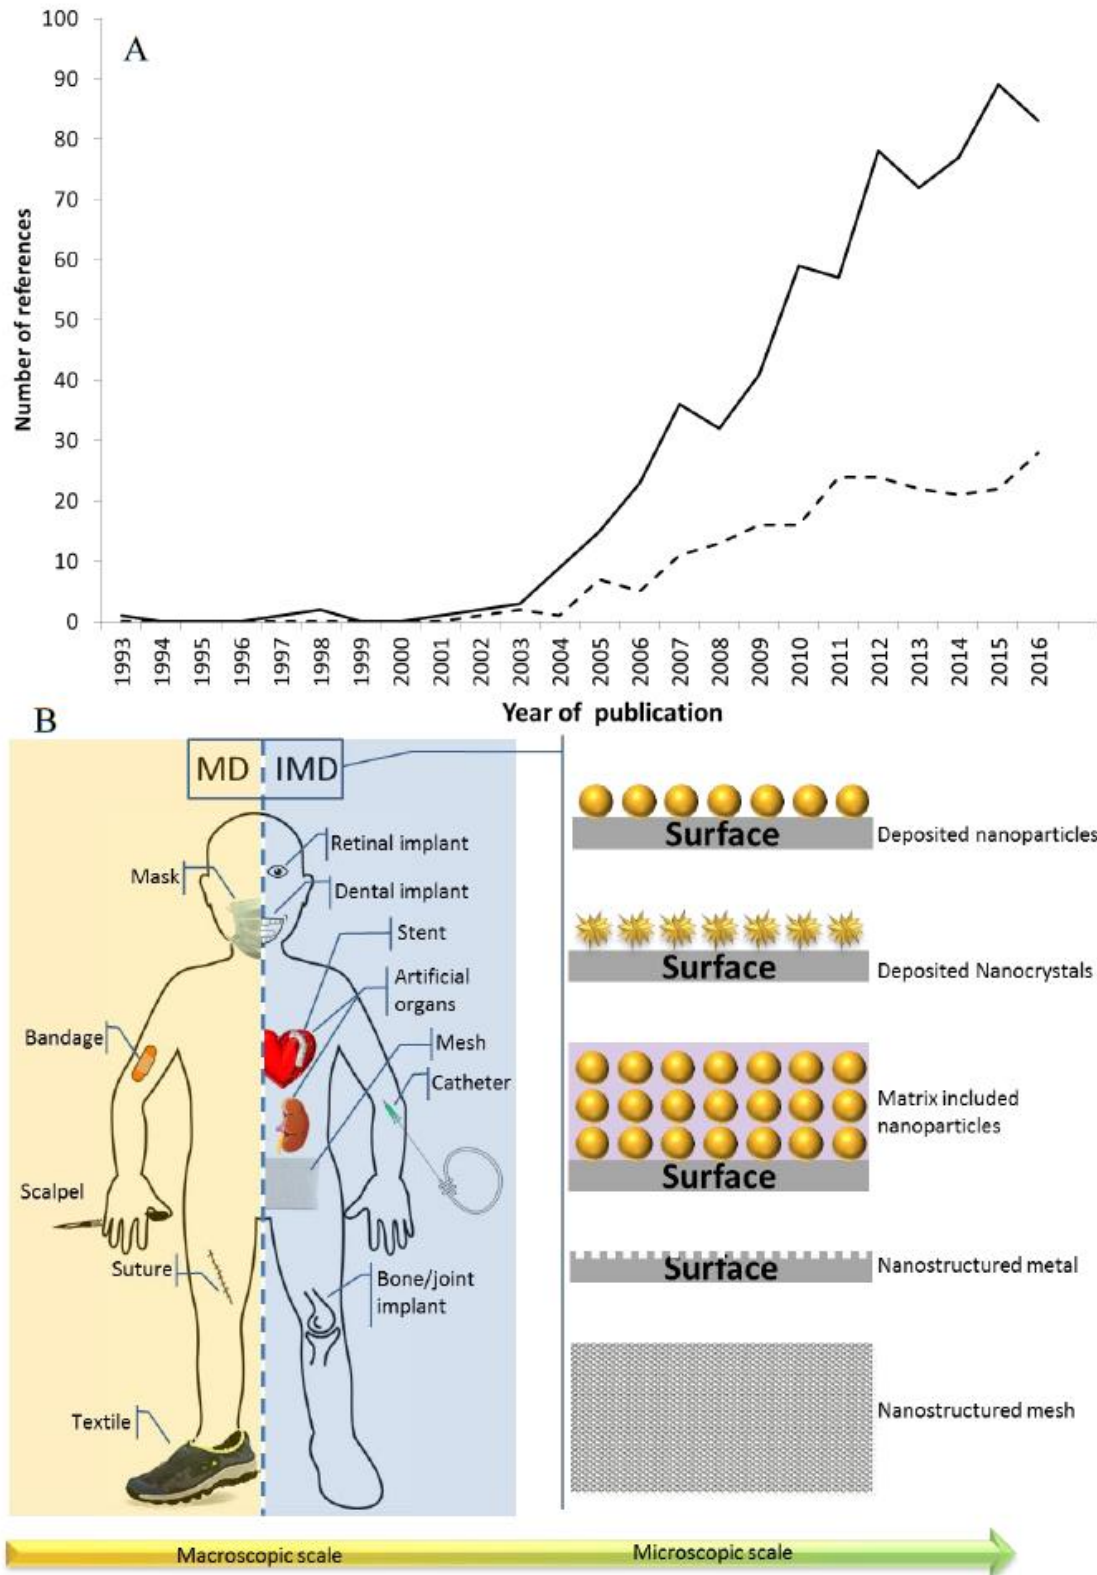 A
100
90
80
70
60
50
40
30
20
10
0
Number of references
1993
1994
1995
1996
1997
1998
1999
2000
2001
2002
2003
2004
2005
2006
2007
2008
2009
2010
2011
2012
2013
2014
2015
2016
Year of publication
B
MD
IMD
Mask
Bandage
Scalpel
Suture
Textile
Retinal implant
Dental implant
Stent
Artificial
organs
Mesh
Catheter
Bone/joint
implant
Surface
Deposited nanoparticles
Surface
Deposited Nanocrystals
Matrix included
nanoparticles
Surface
Surface
Nanostructured metal
Nanostructured mesh
Macroscopic scale
Microscopic scale